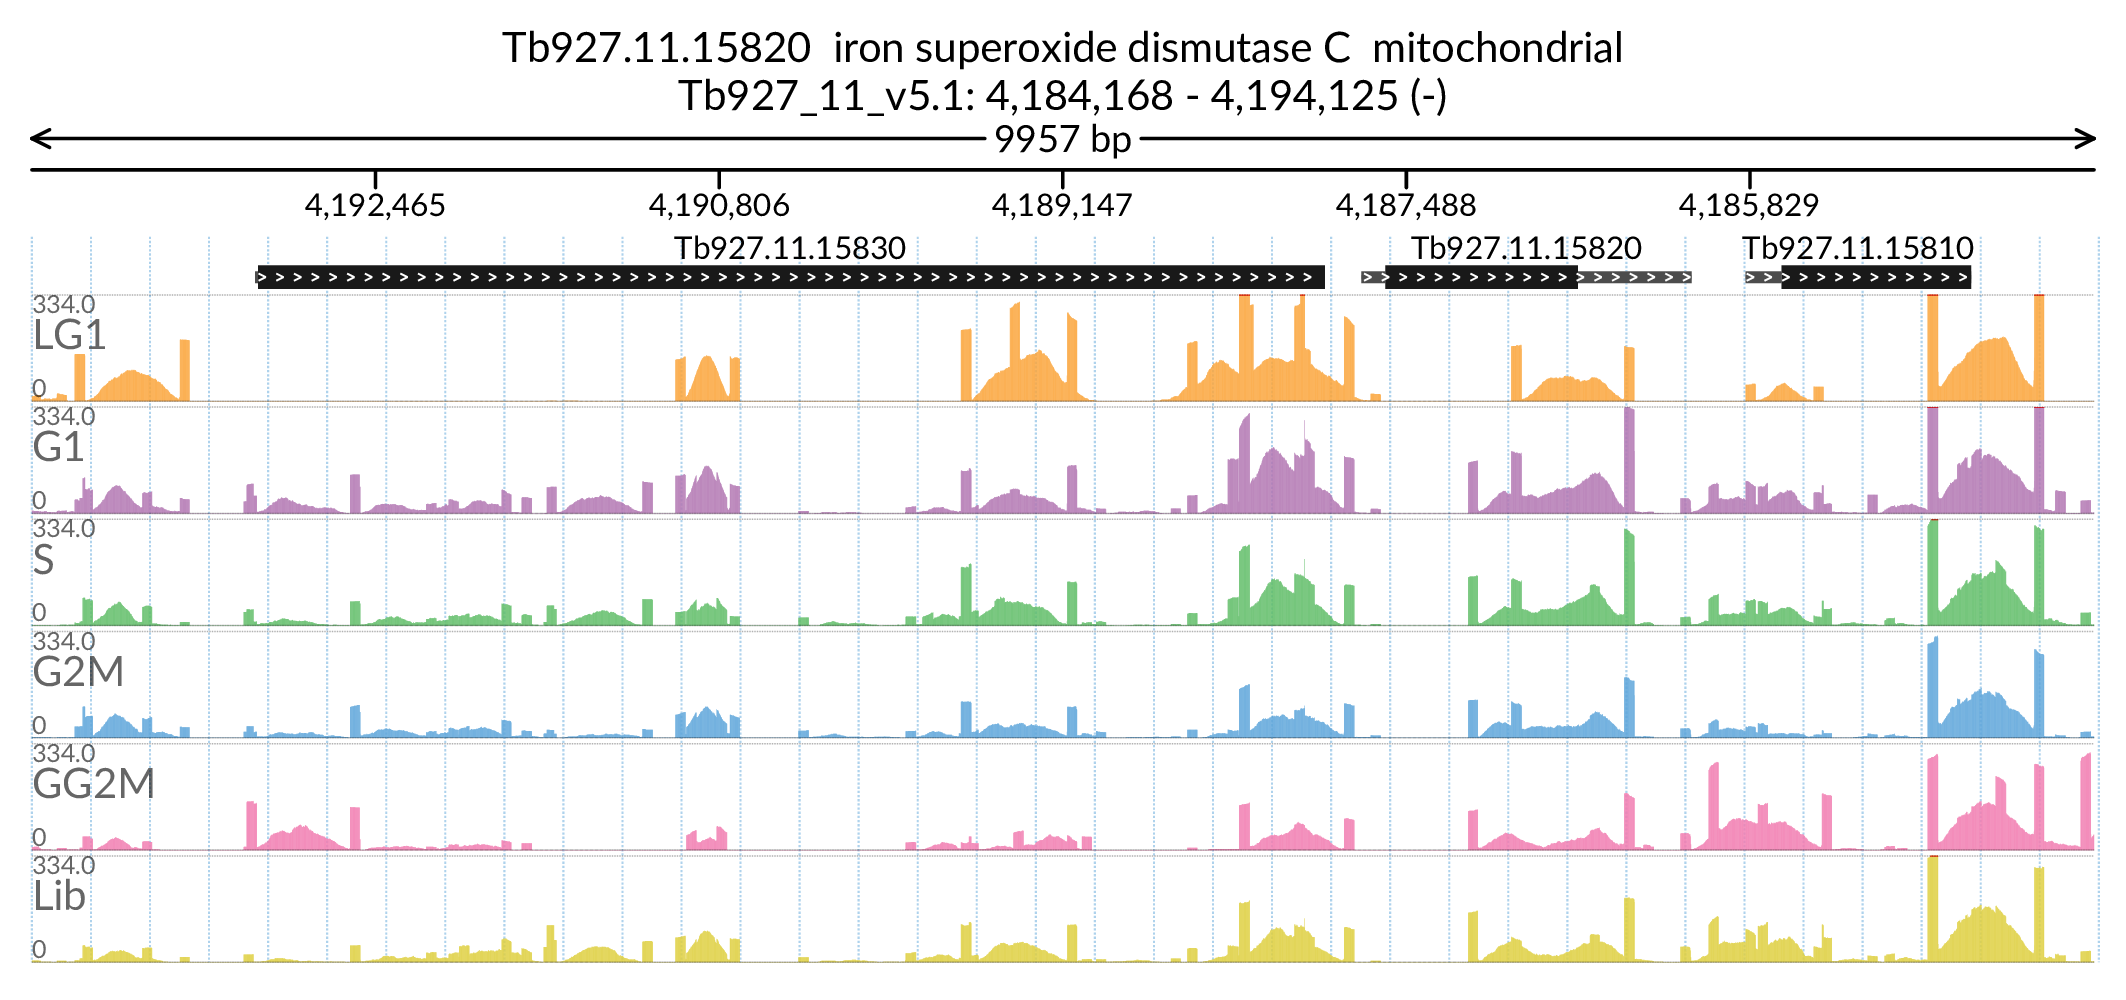 Tb927.11.15820  iron superoxide dismutase C  mitochondrial
Tb927_11_v5.1: 4,184,168 - 4,194,125 (-)
9957 bp
4,192,465 4,190,806 4,189,147 4,187,488 4,185,829
Tb927.11.15830 Tb927.11.15820 Tb927.11.15810
334.0
LG1
0
334.0
G1
0
334.0
S
0
334.0
G2M
0
334.0
GG2M
0
334.0
Lib
0